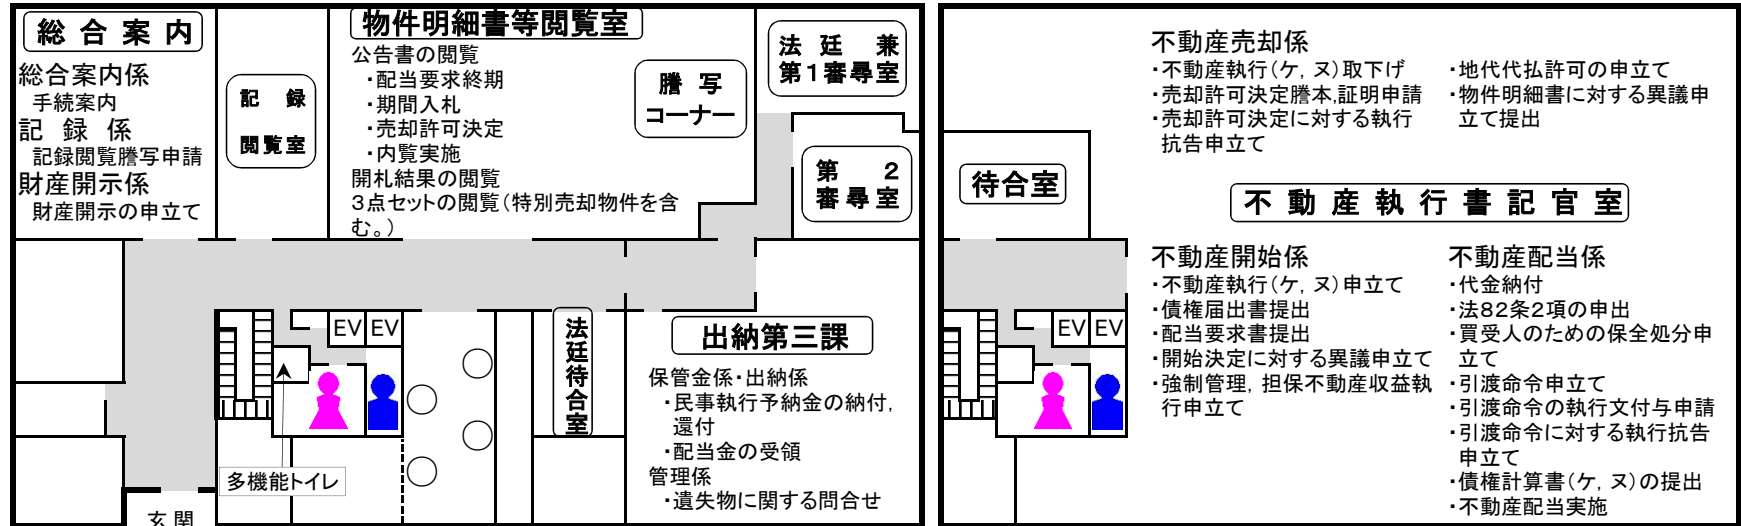 総合案内
総合案内係
手続案内
記録係
記録閲覧謄写申請
財産開示係
財産開示の申立て
記録
閲覧室
物件明細書等閲覧室
公告書の閲覧
・配当要求終期
・期間入札
・売却許可決定
・内覧実施
開札結果の閲覧
3点セットの閲覧(特別売却物件を含
む。)
謄写
コーナー
法廷兼
第1審尋室
第2
審尋室
EV
EV
多機能トイレ
玄関
法廷待合室
出納第三課
保管金係・出納係
・民事執行予納金の納付,
還付
・配当金の受領
管理係
・遺失物に関する問合せ
待合室
EV
EV
不動産売却係
・不動産執行(ケ, ヌ)取下げ
・売却許可決定謄本,証明申請
・売却許可決定に対する執行
抗告申立て
・地代代払許可の申立て
・物件明細書に対する異議申
立て提出
不動産執行書記官室
不動産開始係
・不動産執行(ケ, ヌ)申立て
・債権届出書提出
・配当要求書提出
・開始決定に対する異議申立て
・強制管理, 担保不動産収益執
行申立て
不動産配当係
・代金納付
・法82条2項の申出
・買受人のための保全処分申
立て
・引渡命令申立て
・引渡命令の執行文付与申請
・引渡命令に対する執行抗告
申立て
・債権計算書(ケ, ヌ)の提出
・不動産配当実施